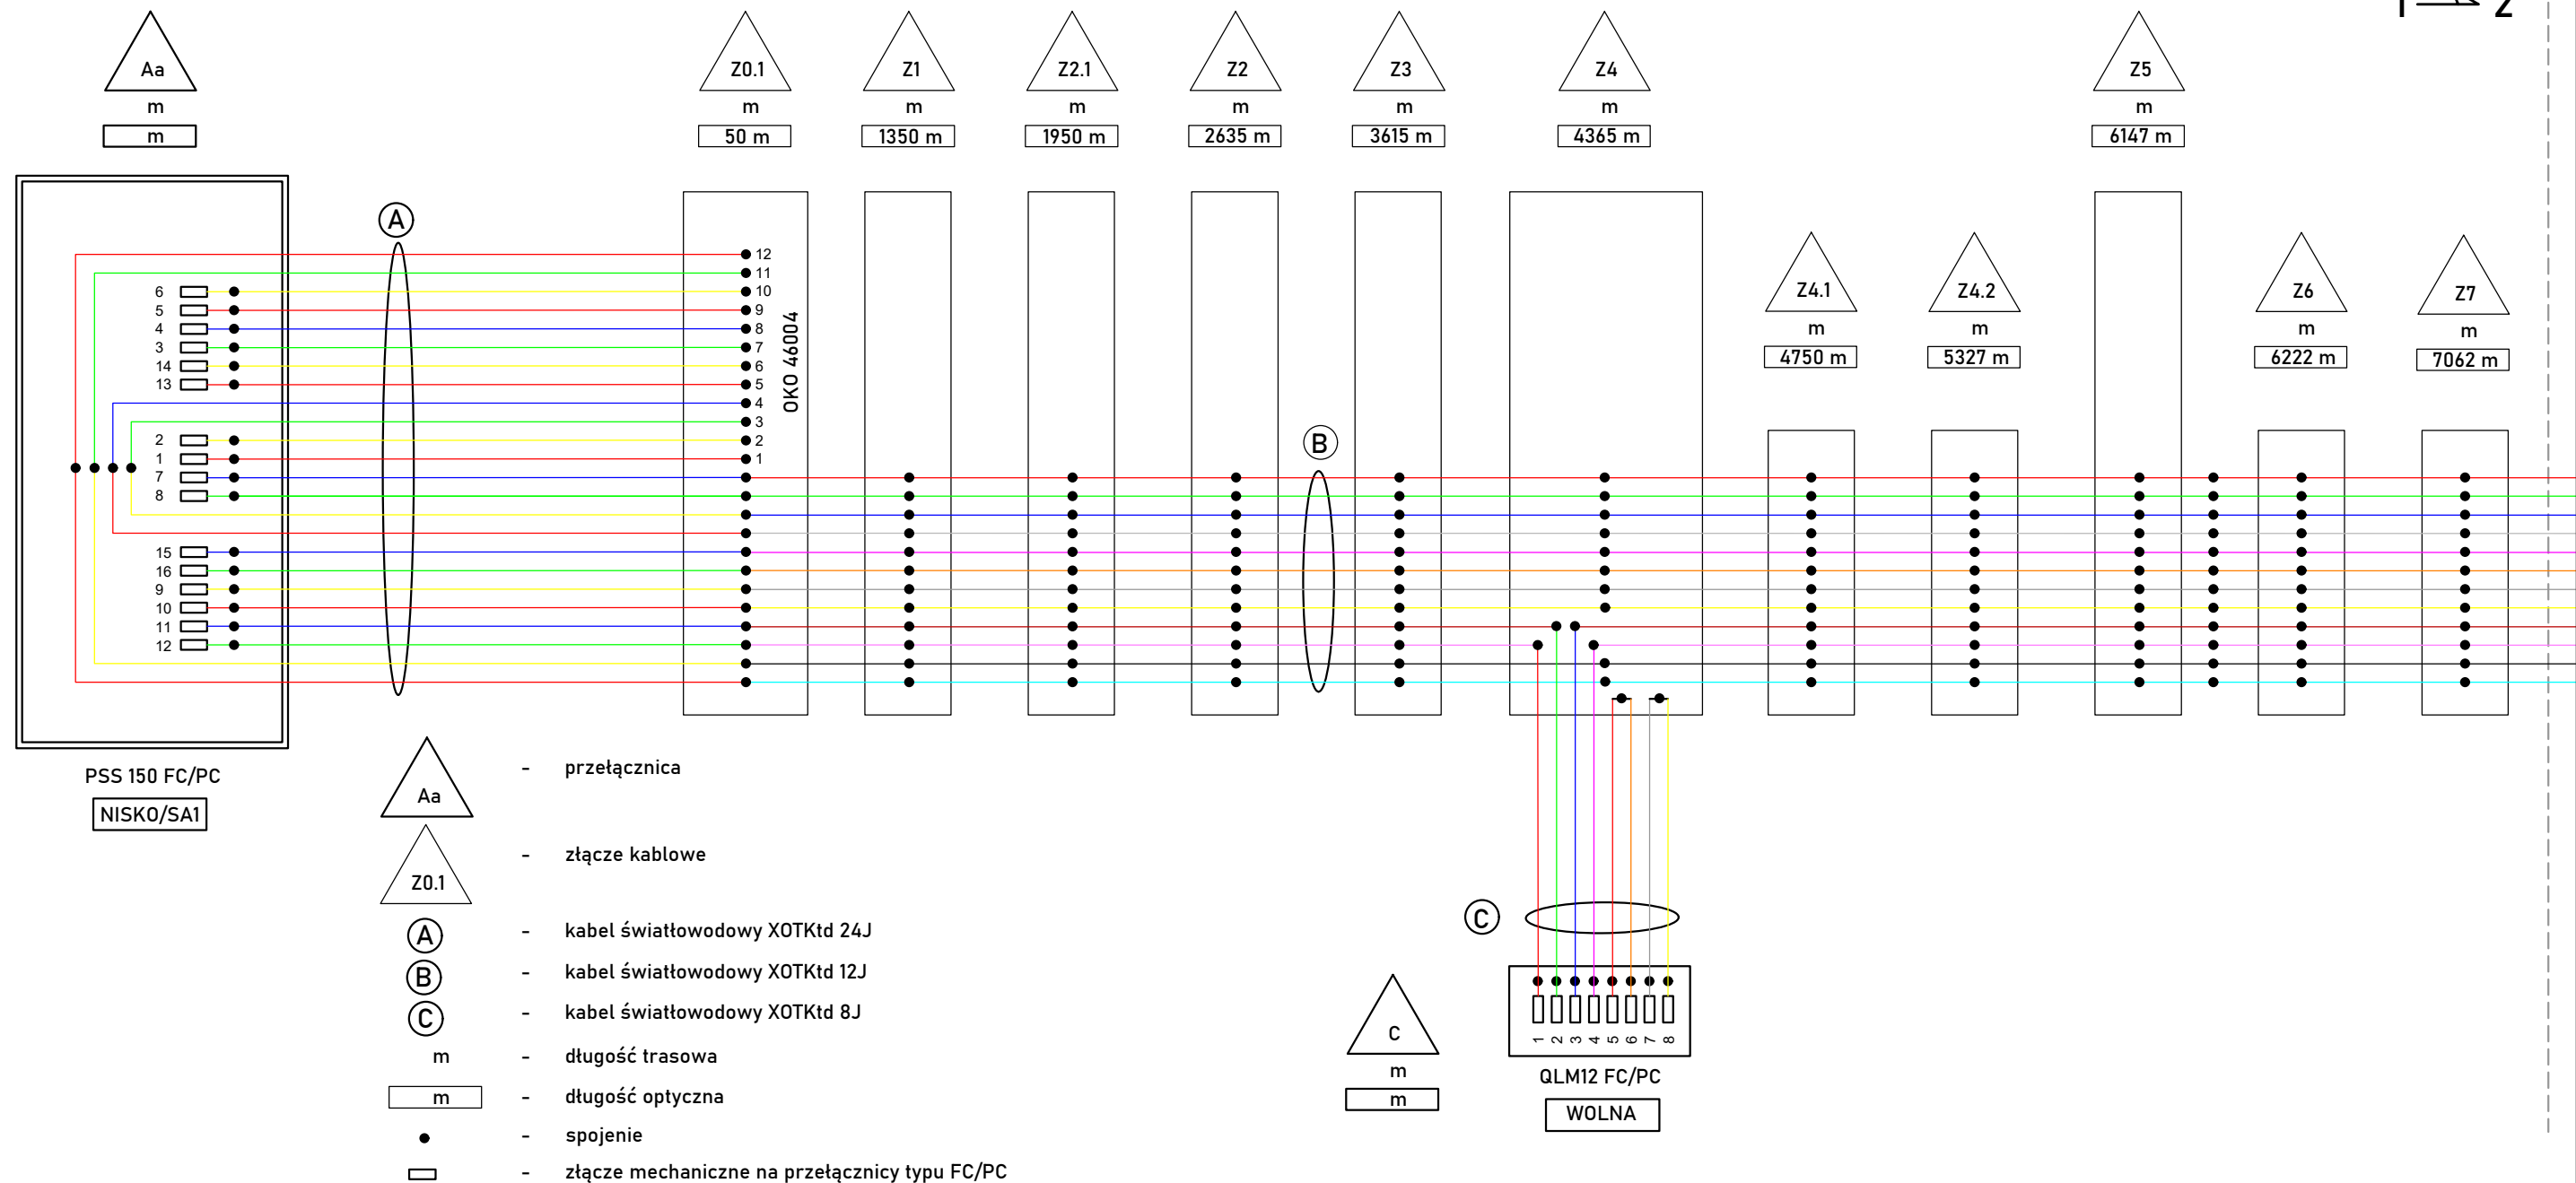 1 2
Aa
m
m
Z0.1
m
50 m
Z1
m
1350 m
Z2.1
m
1950 m
Z2
m
2635 m
Z3
m
3615 m
Z4
m
4365 m
Z5
m
6147 m
Z4.1
m
4750 m
Z4.2
m
5327 m
Z6
m
6222 m
Z7
m
7062 m
A
6
5
4
3
14
13
2
1
7
8
15
16
9
10
11
12
12
11
10
9
8
7
6
5
4
3
2
1
OKO 46004
B
PSS 150 FC/PC
NISKO/SA1
Aa - przełącznica
Z0.1 - złącze kablowe
A - kabel światłowodowy XOTKtd 24J
B - kabel światłowodowy XOTKtd 12J
C - kabel światłowodowy XOTKtd 8J
m - długość trasowa
m - długość optyczna
- spojenie
- złącze mechaniczne na przełącznicy typu FC/PC
C
C
m
m
1 2 3 4 5 6 7 8
QLM12 FC/PC
WOLNA